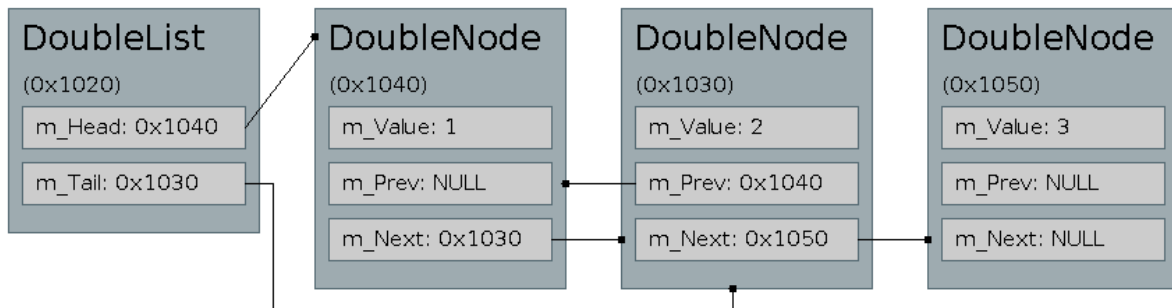 DoubleList
(0x1020)
m_Head: 0x1040
m_Tail: 0x1030
DoubleNode
(0x1040)
m_Value: 1
m_Prev: NULL
m_Next: 0x1030
DoubleNode
(0x1030)
m_Value: 2
m_Prev: 0x1040
m_Next: 0x1050
DoubleNode
(0x1050)
m_Value: 3
m_Prev: NULL
m_Next: NULL